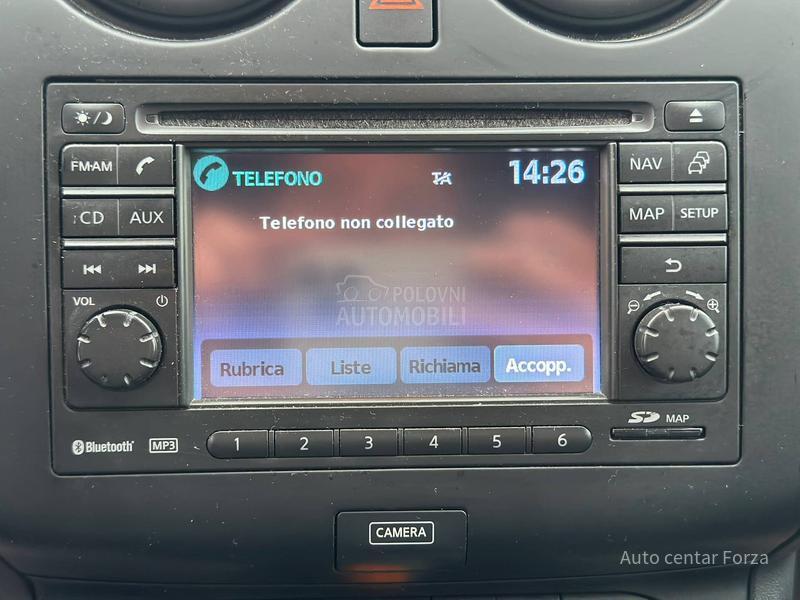 FM·AM
CD
AUX
VOL
TELEFONO
TA
14:26
Telefono non collegato
POLOVNI
AUTOMOBILI
Rubrica
Liste
Richiama
Accopp.
NAV
MAP
SETUP
Bluetooth
MP3
1
2
3
4
5
6
SD
MAP
CAMERA
Auto centar Forza